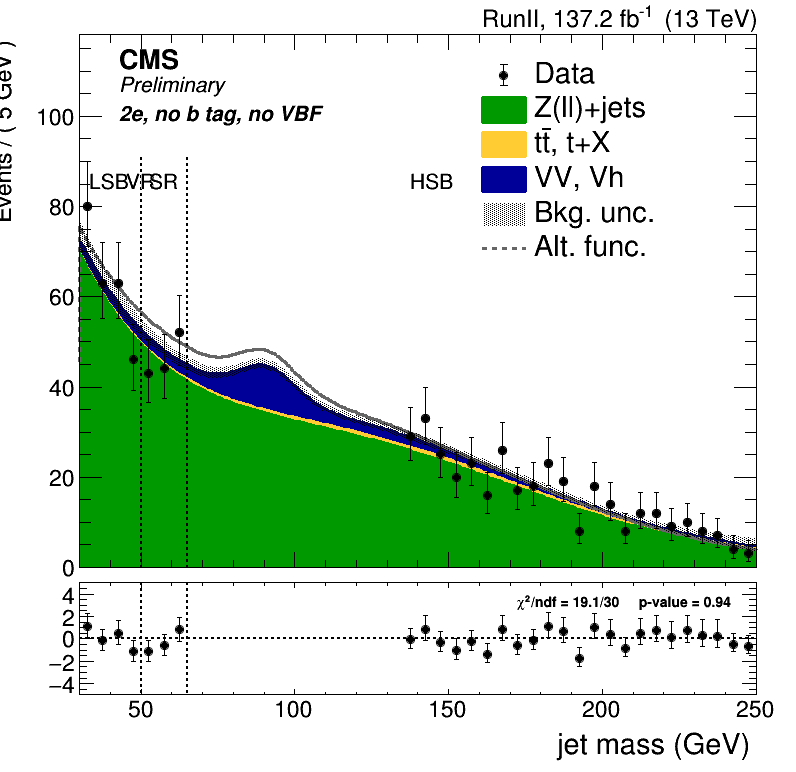 RunII, 137.2 fb⁻¹ (13 TeV)
CMS
Preliminary
2e, no b tag, no VBF
Data
Z(ll)+jets
tt̄, t+X
VV, Vh
Bkg. unc.
Alt. func.
LSB VR SR HSB
Events / ( 5 GeV )
100
80
60
40
20
0
χ²/ndf = 19.1/30 p-value = 0.94
4
2
0
−2
−4
50 100 150 200 250
jet mass (GeV)